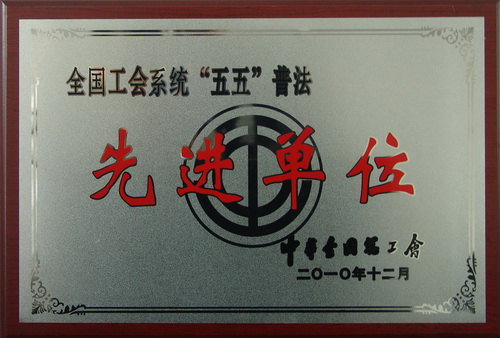 全国工会系统“五五”普法
先进单位
中华全国总工会
二〇一〇年十二月